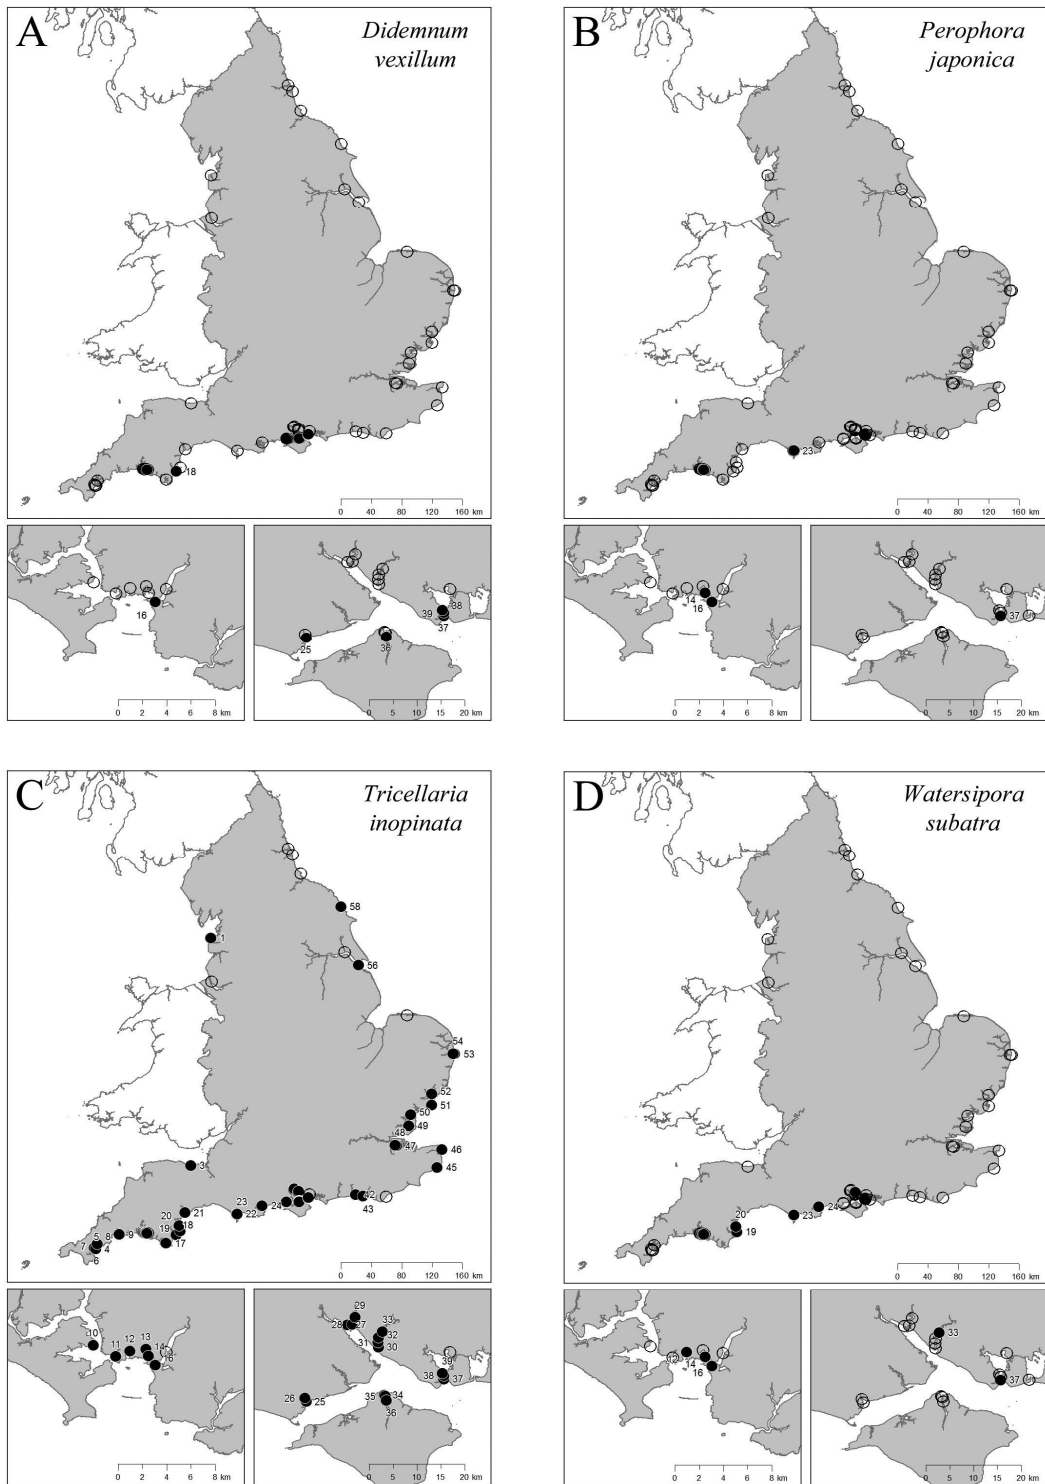 A
Didemnum
vexillum
18
0 40 80 120 160 km
16
0 2 4 6 8 km
38
39
37
25
36
0 5 10 15 20 km
B
Perophora
japonica
23
0 40 80 120 160 km
14
16
0 2 4 6 8 km
37
0 5 10 15 20 km
C
Tricellaria
inopinata
58
1
56
54
53
52
51
50
49
48
47
46
3
45
23
42
20
21
24
43
22
5 8 9 19 18
7 4
17
6
0 40 80 120 160 km
10
13
11 12
14
0 2 4 6 8 km
29
33
28 27
32
31
30
39
38 37
26
25
35 34
36
0 5 10 15 20 km
D
Watersipora
subatra
24
20
23
19
0 40 80 120 160 km
12
14
16
0 2 4 6 8 km
33
37
0 5 10 15 20 km